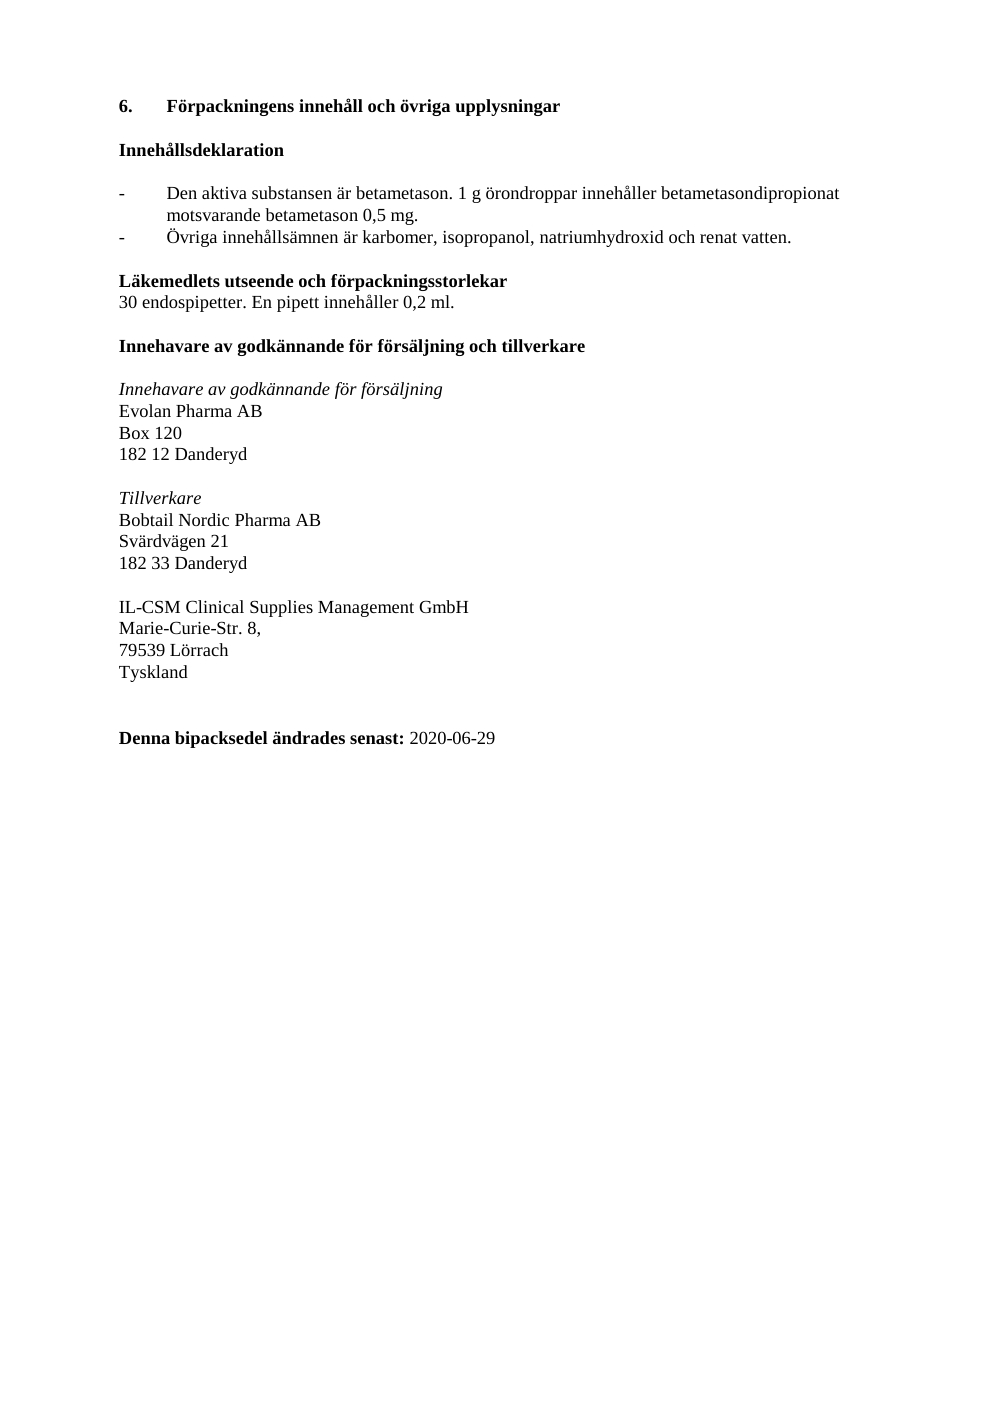 6. Förpackningens innehåll och övriga upplysningar
Innehållsdeklaration
- Den aktiva substansen är betametason. 1 g örondroppar innehåller betametasondipropionat
motsvarande betametason 0,5 mg.
- Övriga innehållsämnen är karbomer, isopropanol, natriumhydroxid och renat vatten.
Läkemedlets utseende och förpackningsstorlekar
30 endospipetter. En pipett innehåller 0,2 ml.
Innehavare av godkännande för försäljning och tillverkare
Innehavare av godkännande för försäljning
Evolan Pharma AB
Box 120
182 12 Danderyd
Tillverkare
Bobtail Nordic Pharma AB
Svärdvägen 21
182 33 Danderyd
IL-CSM Clinical Supplies Management GmbH
Marie-Curie-Str. 8,
79539 Lörrach
Tyskland
Denna bipacksedel ändrades senast: 2020-06-29